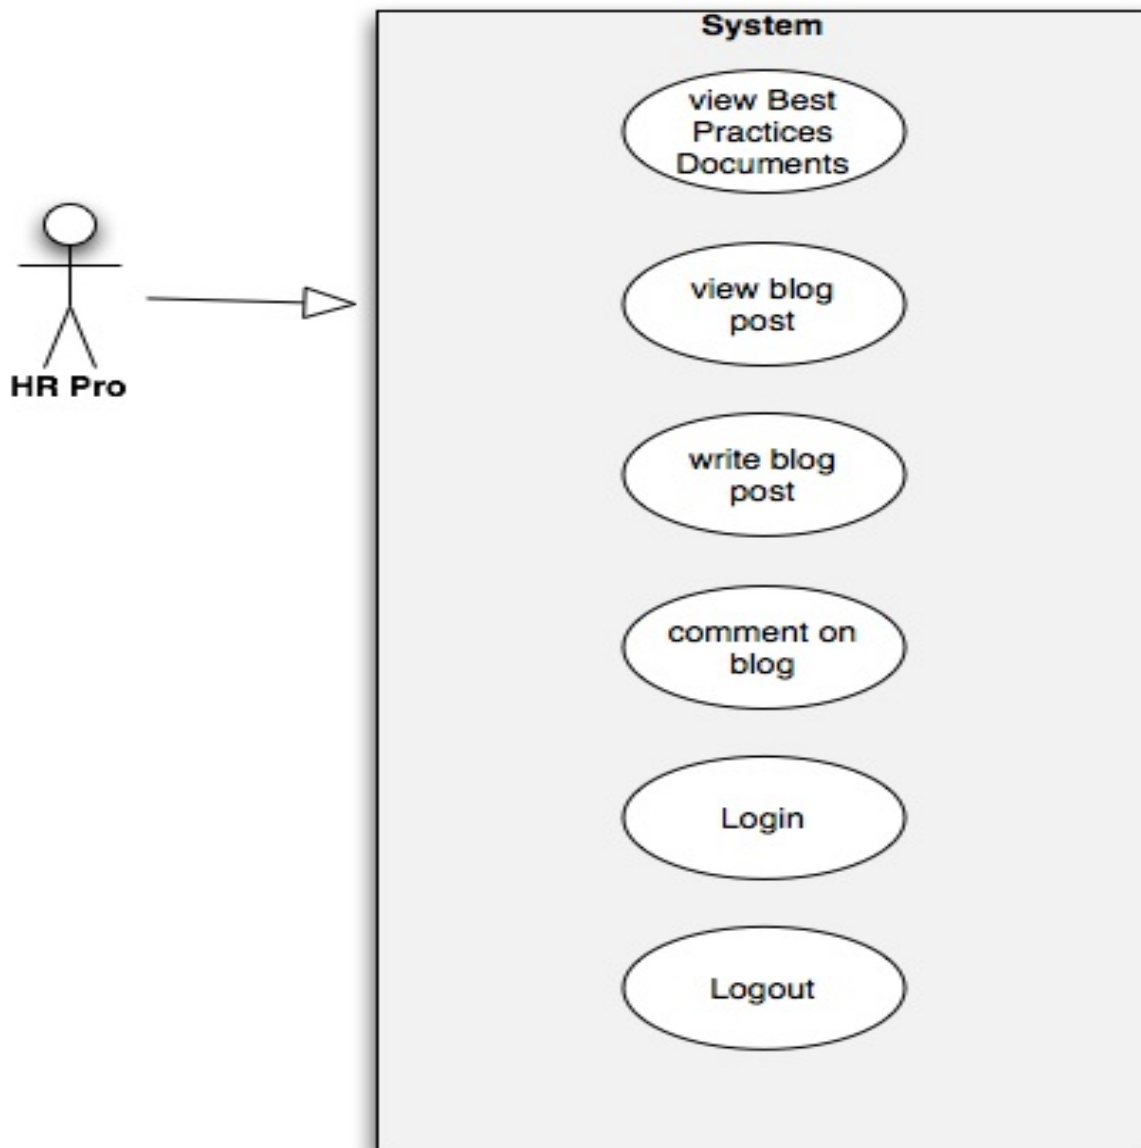 System
view Best
Practices
Documents
view blog
post
HR Pro
write blog
post
comment on
blog
Login
Logout